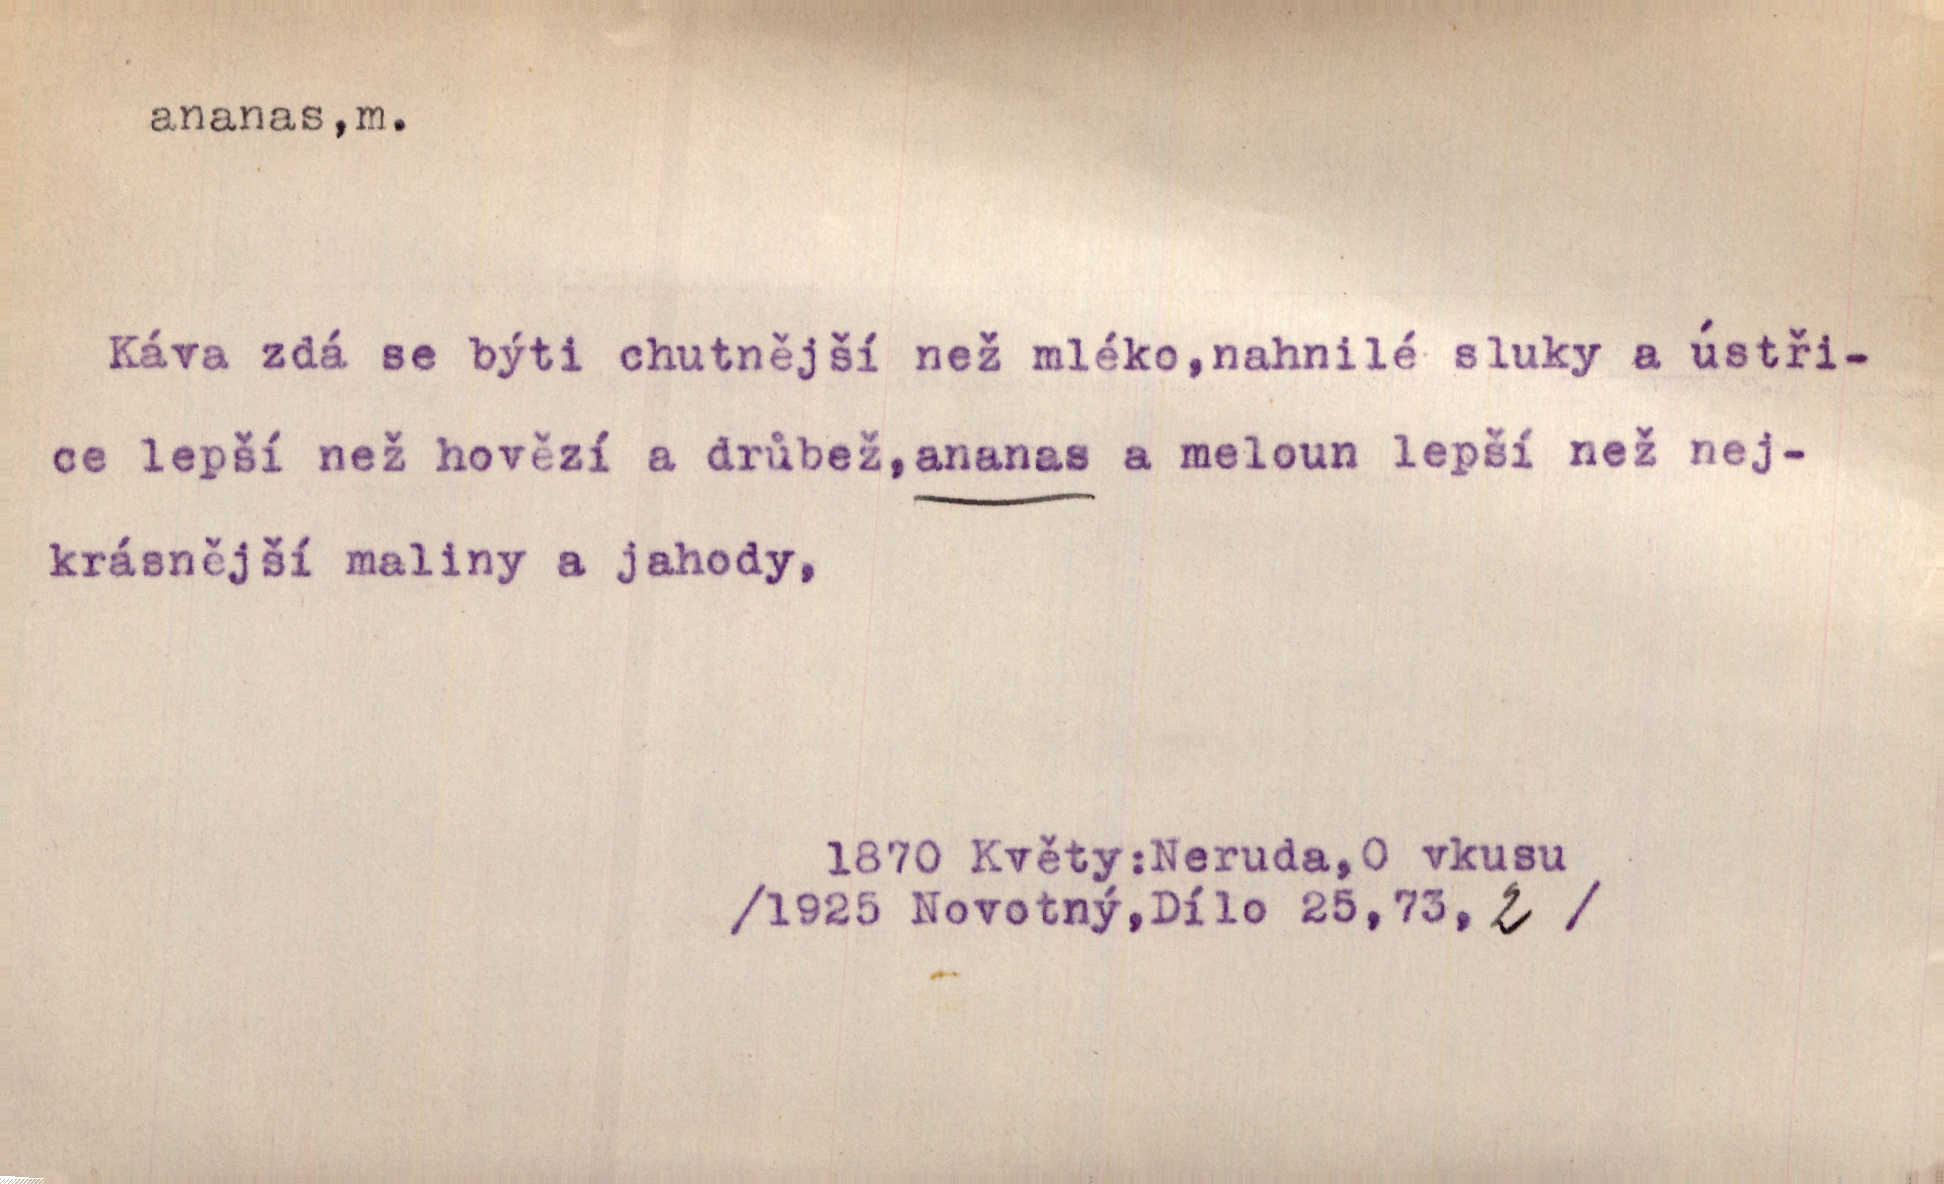 ananas,m.
Káva zdá se býti chutnější než mléko,nahnilé sluky a ústři-
ce lepší než hovězí a drůbež,ananas a meloun lepší než nej-
krásnější maliny a jahody,
1870 Květy:Neruda,O vkusu
/1925 Novotný,Dílo 25,73,2 /